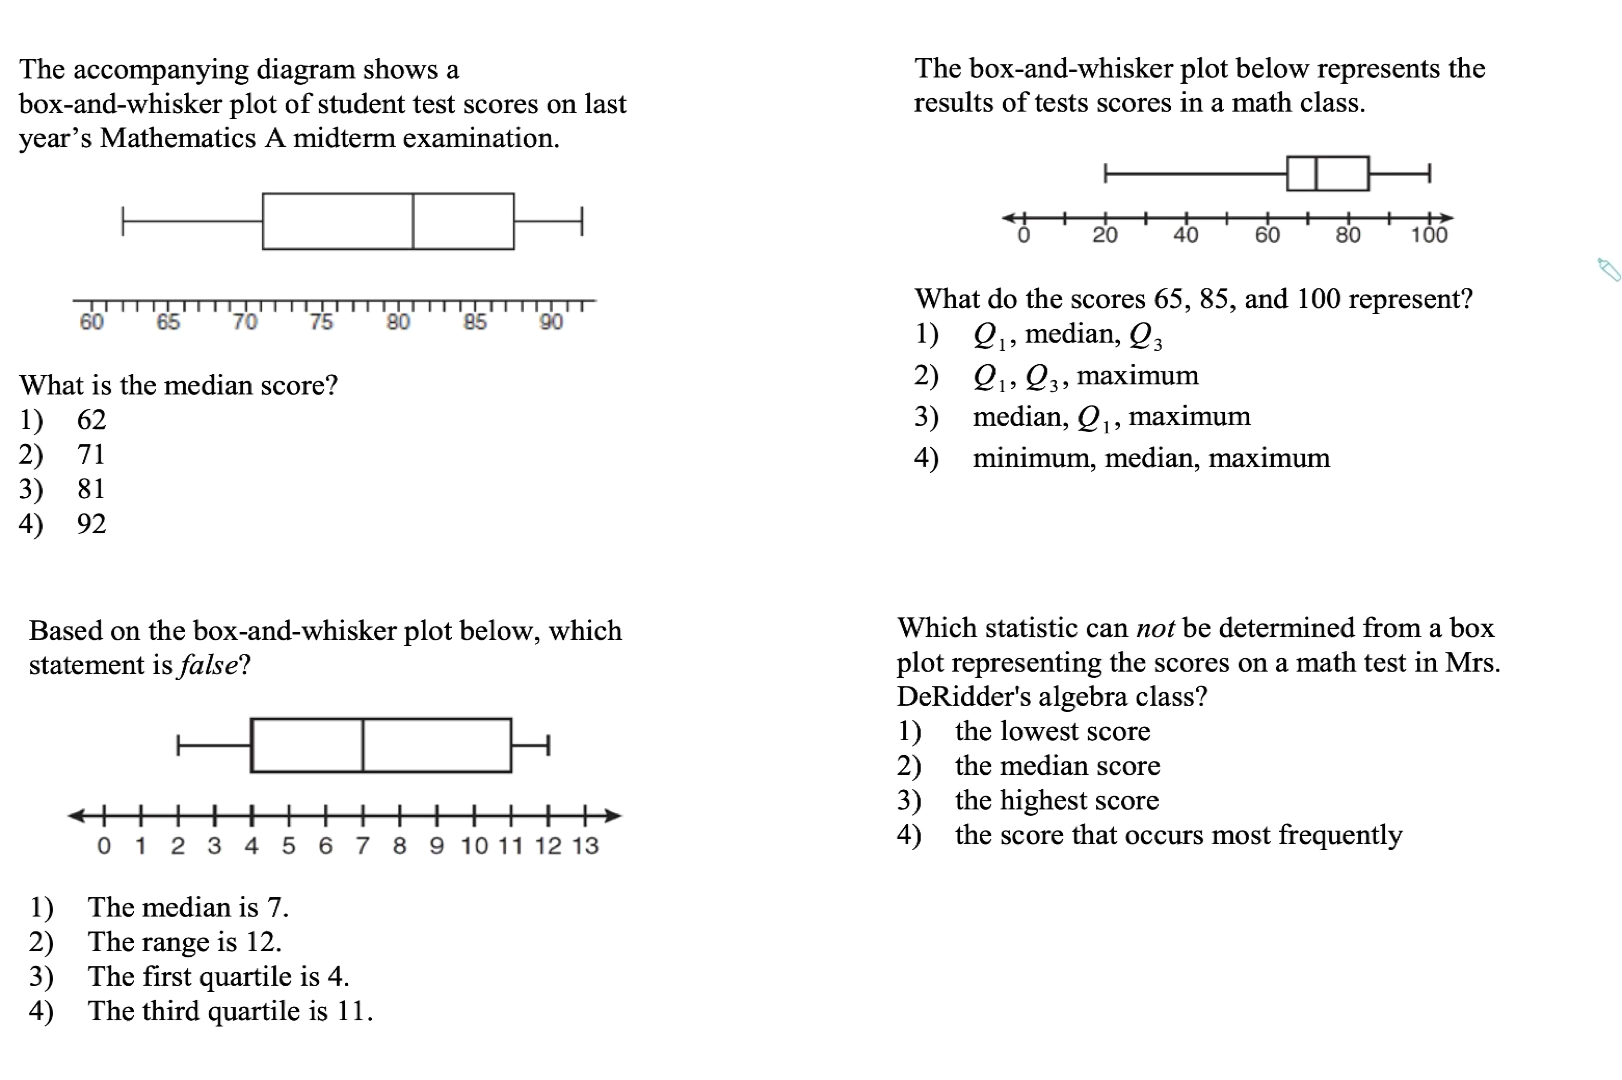 The accompanying diagram shows a
box-and-whisker plot of student test scores on last
year's Mathematics A midterm examination.
60 65 70 75 80 85 90
What is the median score?
1) 62
2) 71
3) 81
4) 92
The box-and-whisker plot below represents the
results of tests scores in a math class.
0 20 40 60 80 100
What do the scores 65, 85, and 100 represent?
1) Q₁, median, Q₃
2) Q₁, Q₃, maximum
3) median, Q₁, maximum
4) minimum, median, maximum
Based on the box-and-whisker plot below, which
statement is false?
0 1 2 3 4 5 6 7 8 9 10 11 12 13
1) The median is 7.
2) The range is 12.
3) The first quartile is 4.
4) The third quartile is 11.
Which statistic can not be determined from a box
plot representing the scores on a math test in Mrs.
DeRidder's algebra class?
1) the lowest score
2) the median score
3) the highest score
4) the score that occurs most frequently